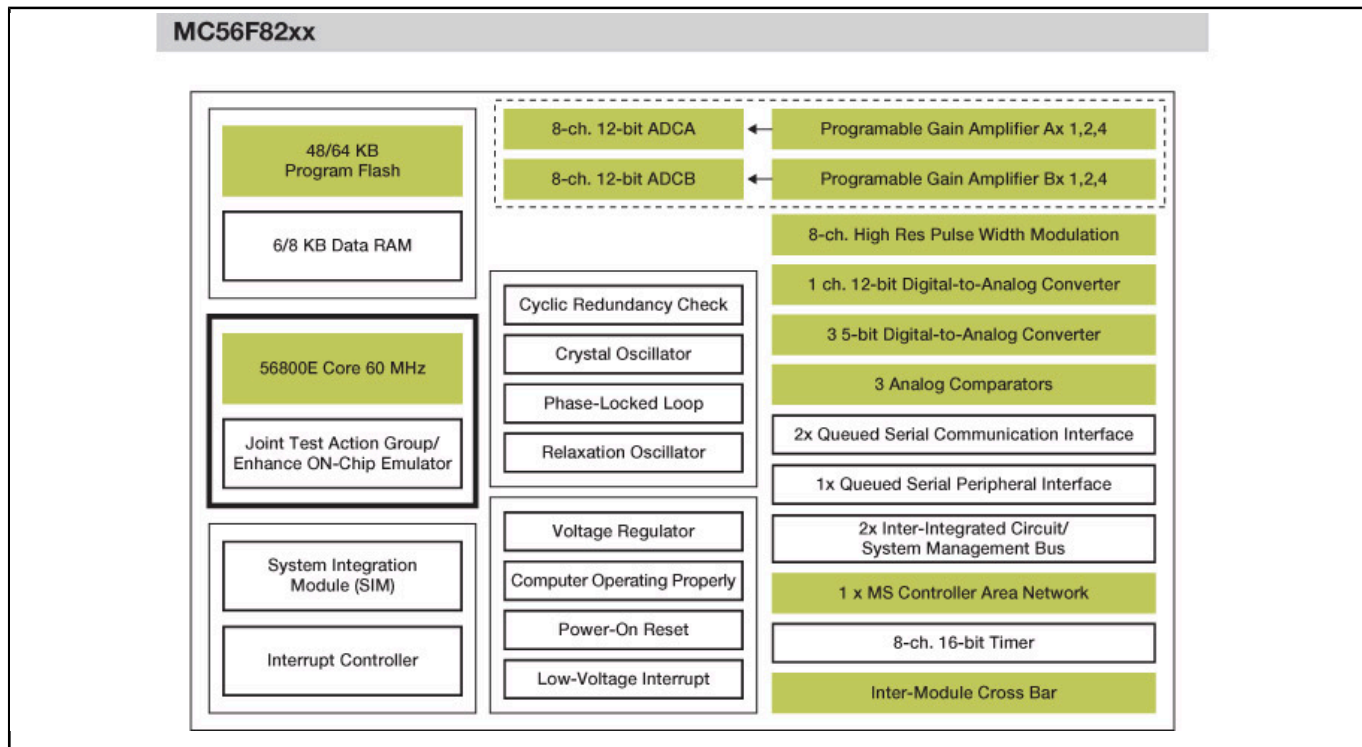 MC56F82xx
48/64 KB
Program Flash
6/8 KB Data RAM
56800E Core 60 MHz
Joint Test Action Group/
Enhance ON-Chip Emulator
System Integration
Module (SIM)
Interrupt Controller
8-ch. 12-bit ADCA
8-ch. 12-bit ADCB
Cyclic Redundancy Check
Crystal Oscillator
Phase-Locked Loop
Relaxation Oscillator
Voltage Regulator
Computer Operating Properly
Power-On Reset
Low-Voltage Interrupt
Programable Gain Amplifier Ax 1,2,4
Programable Gain Amplifier Bx 1,2,4
8-ch. High Res Pulse Width Modulation
1 ch. 12-bit Digital-to-Analog Converter
3 5-bit Digital-to-Analog Converter
3 Analog Comparators
2x Queued Serial Communication Interface
1x Queued Serial Peripheral Interface
2x Inter-Integrated Circuit/
System Management Bus
1 x MS Controller Area Network
8-ch. 16-bit Timer
Inter-Module Cross Bar